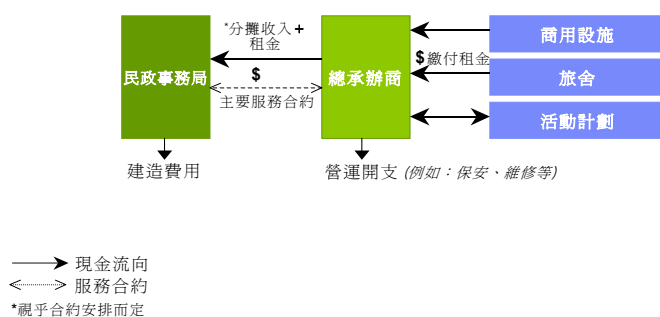 *分攤收入+
租金
$
主要服務合約
民政事務局
總承辦商
商用設施
$繳付租金
旅舍
活動計劃
建造費用
營運開支 (例如：保安、維修等)
現金流向
服務合約
*視乎合約安排而定